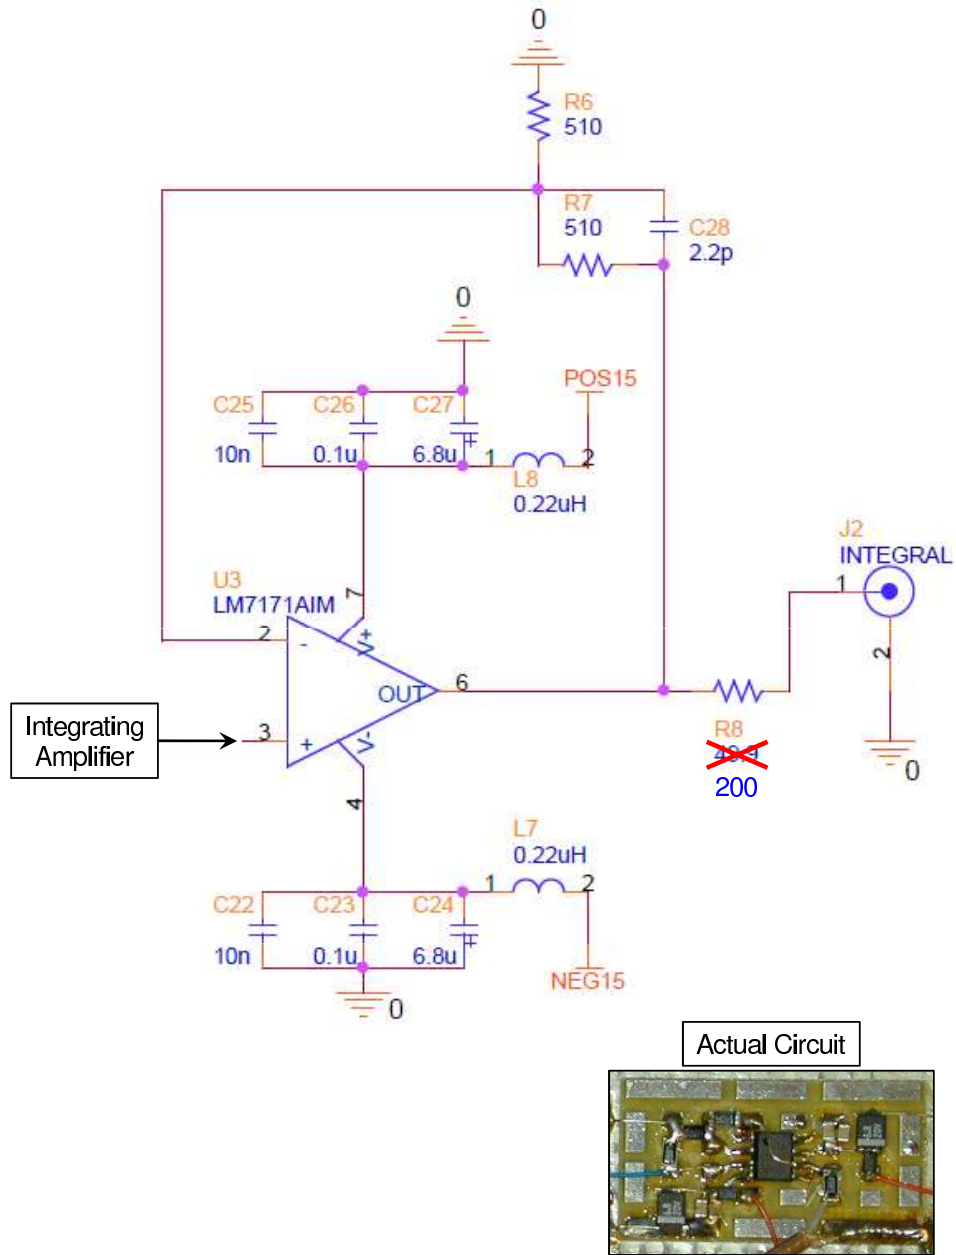 0
R6
510
R7
510
C28
2.2p
0
POS15
C25
C26
C27
10n
0.1u
6.8u
+
1
2
L8
0.22uH
J2
INTEGRAL
1
2
0
U3
LM7171AIM
7
2
-
V+
OUT
6
3
+
V-
4
Integrating
Amplifier
R8
49.9
200
L7
0.22uH
1
2
C22
C23
C24
10n
0.1u
6.8u
+
NEG15
0
Actual Circuit
20V